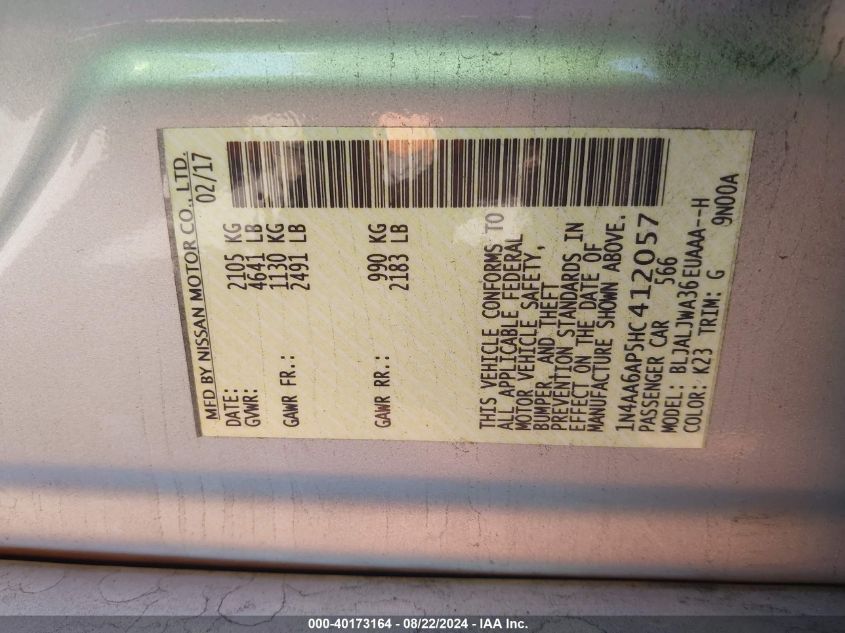 MFD BY NISSAN MOTOR CO., LTD.
DATE: 02/17
GVWR: 2105 KG
4641 LB
GAWR FR.: 1130 KG
2491 LB
GAWR RR.: 990 KG
2183 LB
THIS VEHICLE CONFORMS TO
ALL APPLICABLE FEDERAL
MOTOR VEHICLE SAFETY,
BUMPER, AND THEFT
PREVENTION STANDARDS IN
EFFECT ON THE DATE OF
MANUFACTURE SHOWN ABOVE.
1N4AA6AP5HC412057
PASSENGER CAR 566
MODEL: BLJALJWA36EUAAA--H
COLOR: K23 TRIM: G 9N00A
000-40173164 - 08/22/2024 - IAA Inc.